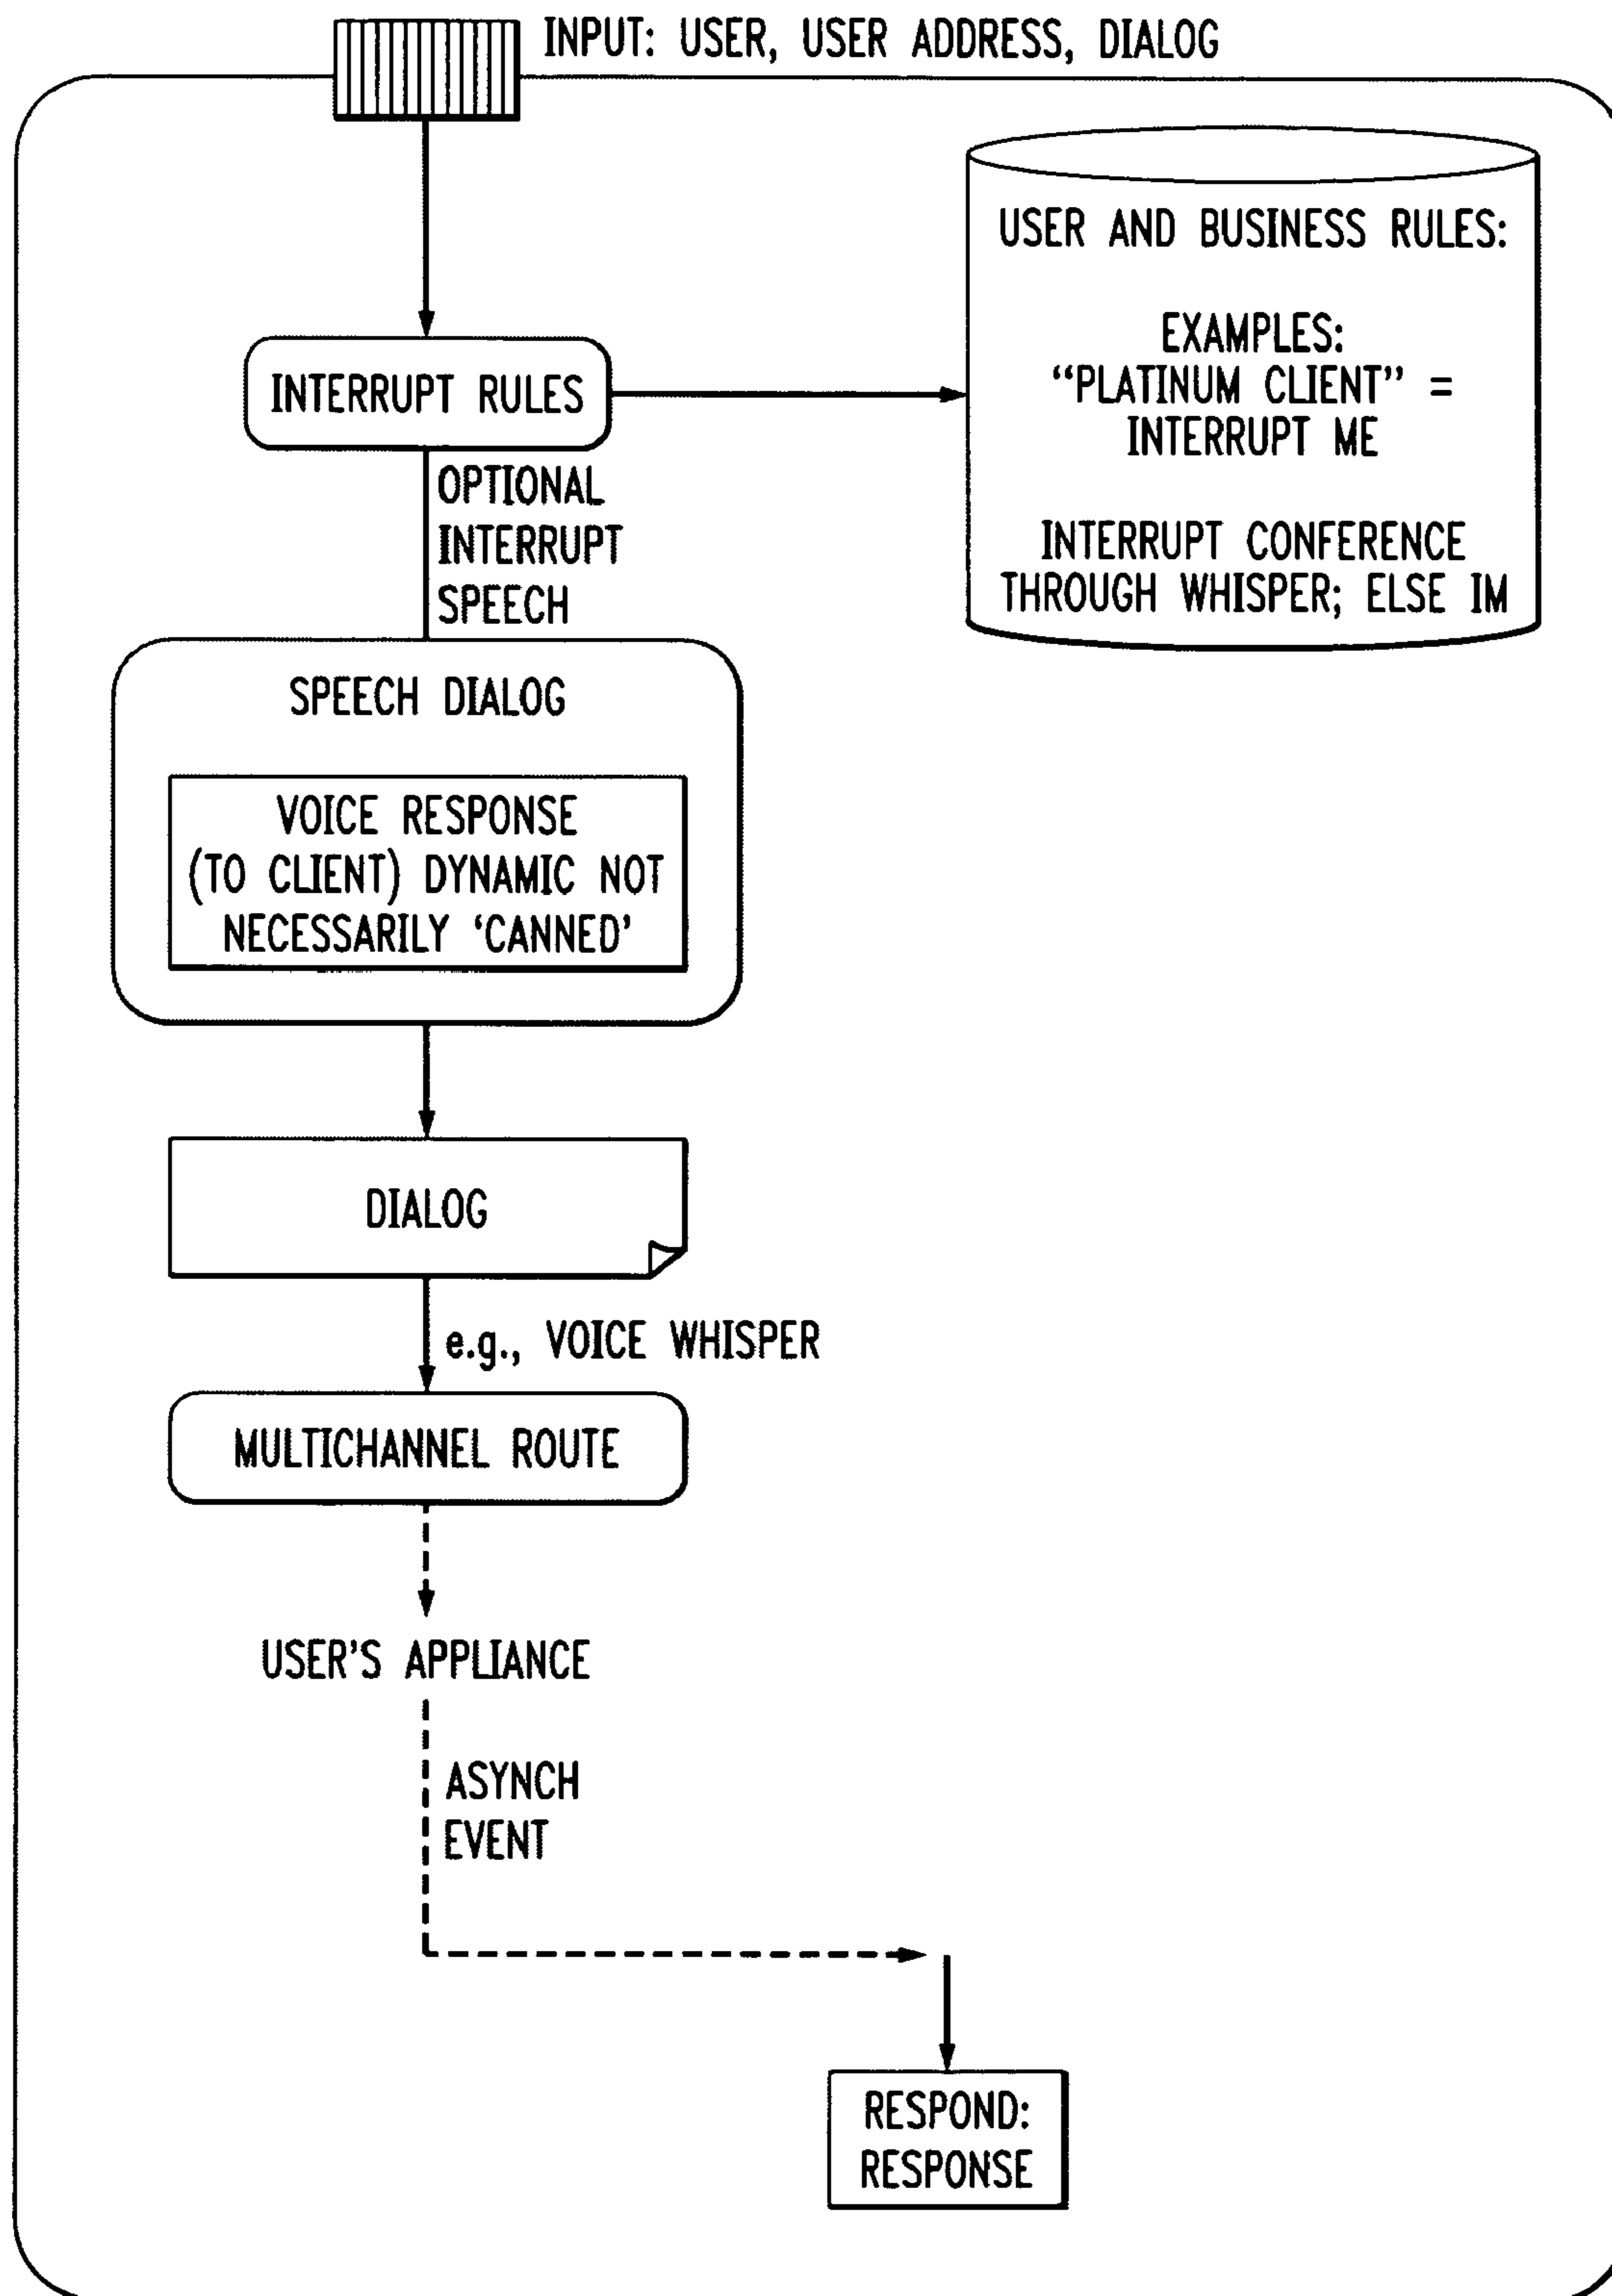 INPUT: USER, USER ADDRESS, DIALOG
USER AND BUSINESS RULES:
EXAMPLES:
“PLATINUM CLIENT” =
INTERRUPT ME
INTERRUPT CONFERENCE
THROUGH WHISPER; ELSE IM
INTERRUPT RULES
OPTIONAL
INTERRUPT
SPEECH
SPEECH DIALOG
VOICE RESPONSE
(TO CLIENT) DYNAMIC NOT
NECESSARILY ‘CANNED’
DIALOG
e.g., VOICE WHISPER
MULTICHANNEL ROUTE
USER'S APPLIANCE
ASYNCH
EVENT
RESPOND:
RESPONSE